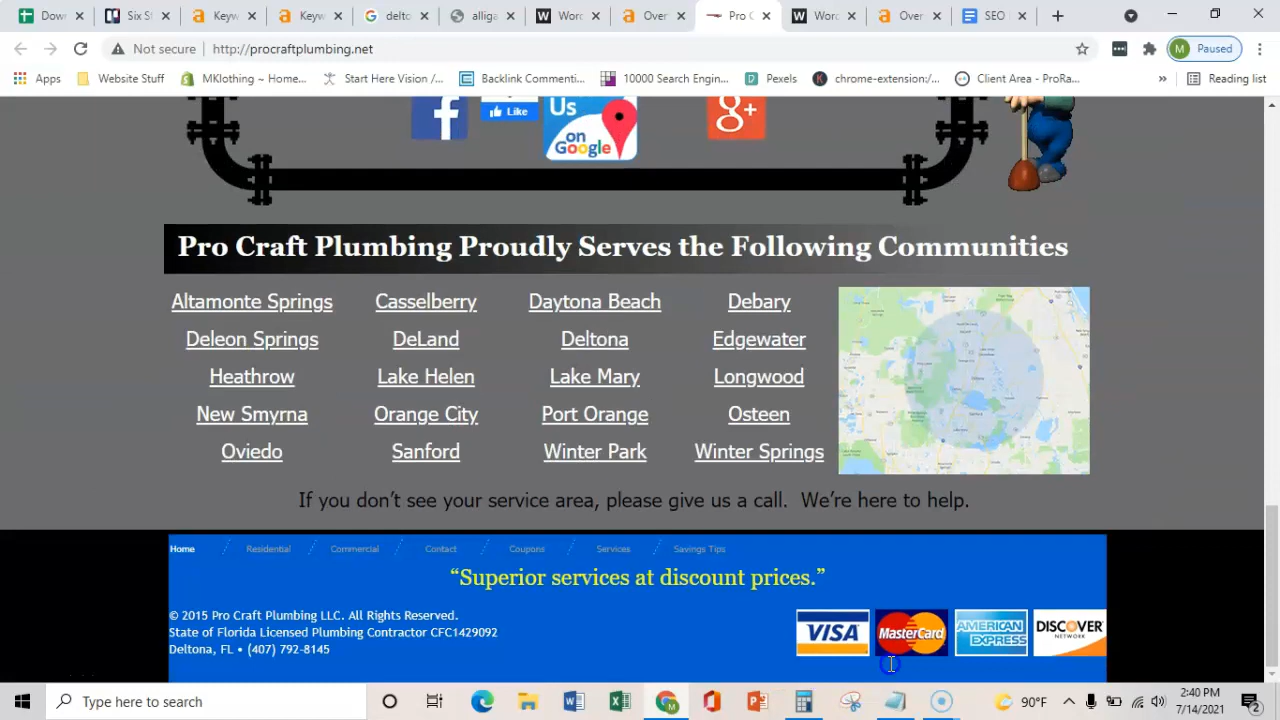 Dow
Six St
Keyw
Keyw
delto
alliga
Worc
Over
Pro C
Worc
Over
SEO
Not secure
http://procraftplumbing.net
M
Paused
Apps
Website Stuff
MKlothing ~ Home...
Start Here Vision /...
Backlink Commenti...
10000 Search Engin...
Pexels
chrome-extension:/...
Client Area - ProRa...
»
Reading list
f
Like
Us
on
Google
g+
Pro Craft Plumbing Proudly Serves the Following Communities
Altamonte Springs Casselberry Daytona Beach Debary
Deleon Springs DeLand Deltona Edgewater
Heathrow Lake Helen Lake Mary Longwood
New Smyrna Orange City Port Orange Osteen
Oviedo Sanford Winter Park Winter Springs
If you don't see your service area, please give us a call. We're here to help.
Home Residential Commercial Contact Coupons Services Savings Tips
“Superior services at discount prices.”
© 2015 Pro Craft Plumbing LLC. All Rights Reserved.
State of Florida Licensed Plumbing Contractor CFC1429092
Deltona, FL • (407) 792-8145
VISA
MasterCard
AMERICAN EXPRESS
DISCOVER
NETWORK
Type here to search
90°F
2:40 PM
7/14/2021
2